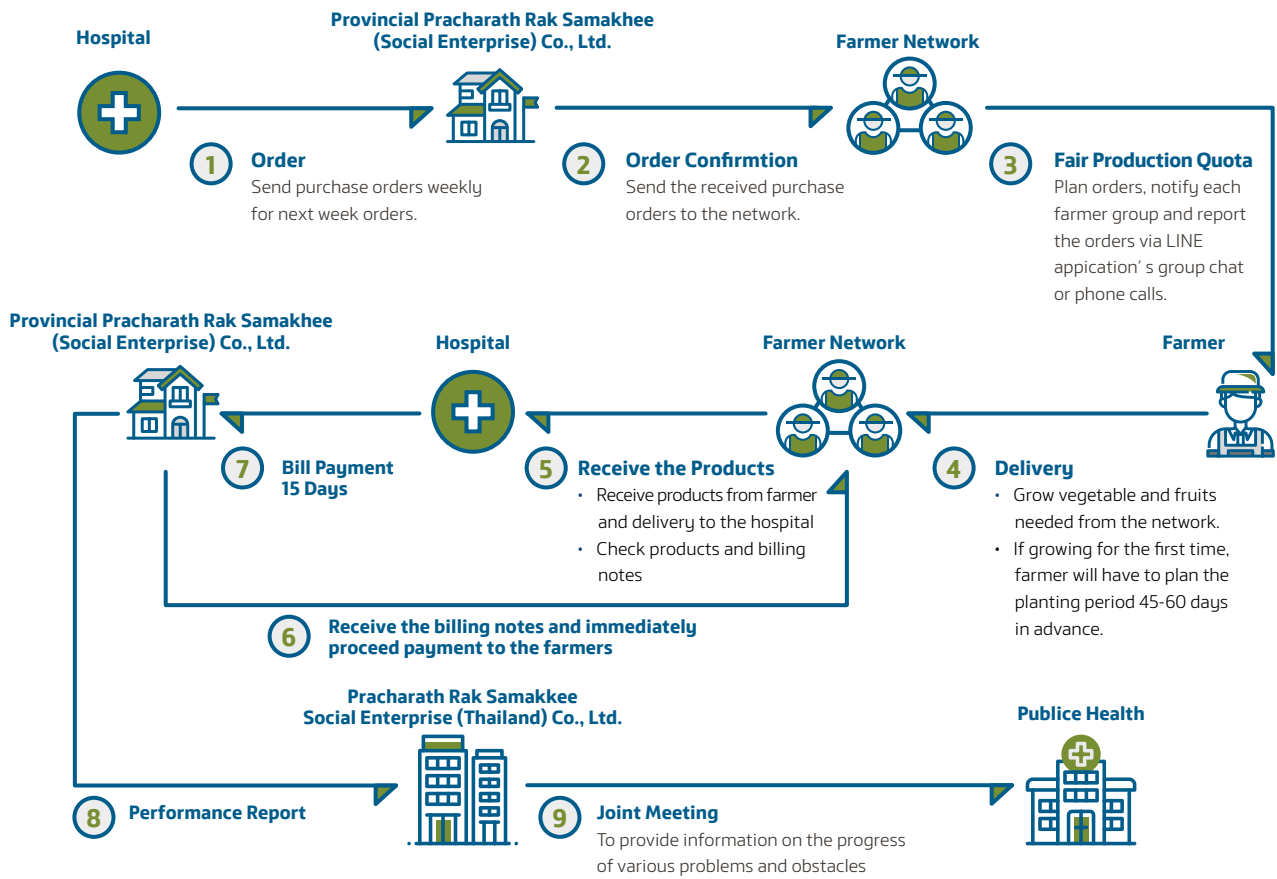 Hospital
Provincial Pracharath Rak Samakhee
(Social Enterprise) Co., Ltd.
Farmer Network
1
Order
Send purchase orders weekly
for next week orders.
2
Order Confirmtion
Send the received purchase
orders to the network.
3
Fair Production Quota
Plan orders, notify each
farmer group and report
the orders via LINE
appication´ s group chat
or phone calls.
Provincial Pracharath Rak Samakhee
(Social Enterprise) Co., Ltd.
Hospital
Farmer Network
Farmer
7
Bill Payment
15 Days
5
Receive the Products
• Receive products from farmer
and delivery to the hospital
• Check products and billing
notes
4
Delivery
• Grow vegetable and fruits
needed from the network.
• If growing for the first time,
farmer will have to plan the
planting period 45-60 days
in advance.
6
Receive the billing notes and immediately
proceed payment to the farmers
Pracharath Rak Samakkee
Social Enterprise (Thailand) Co., Ltd.
Publice Health
8
Performance Report
9
Joint Meeting
To provide information on the progress
of various problems and obstacles